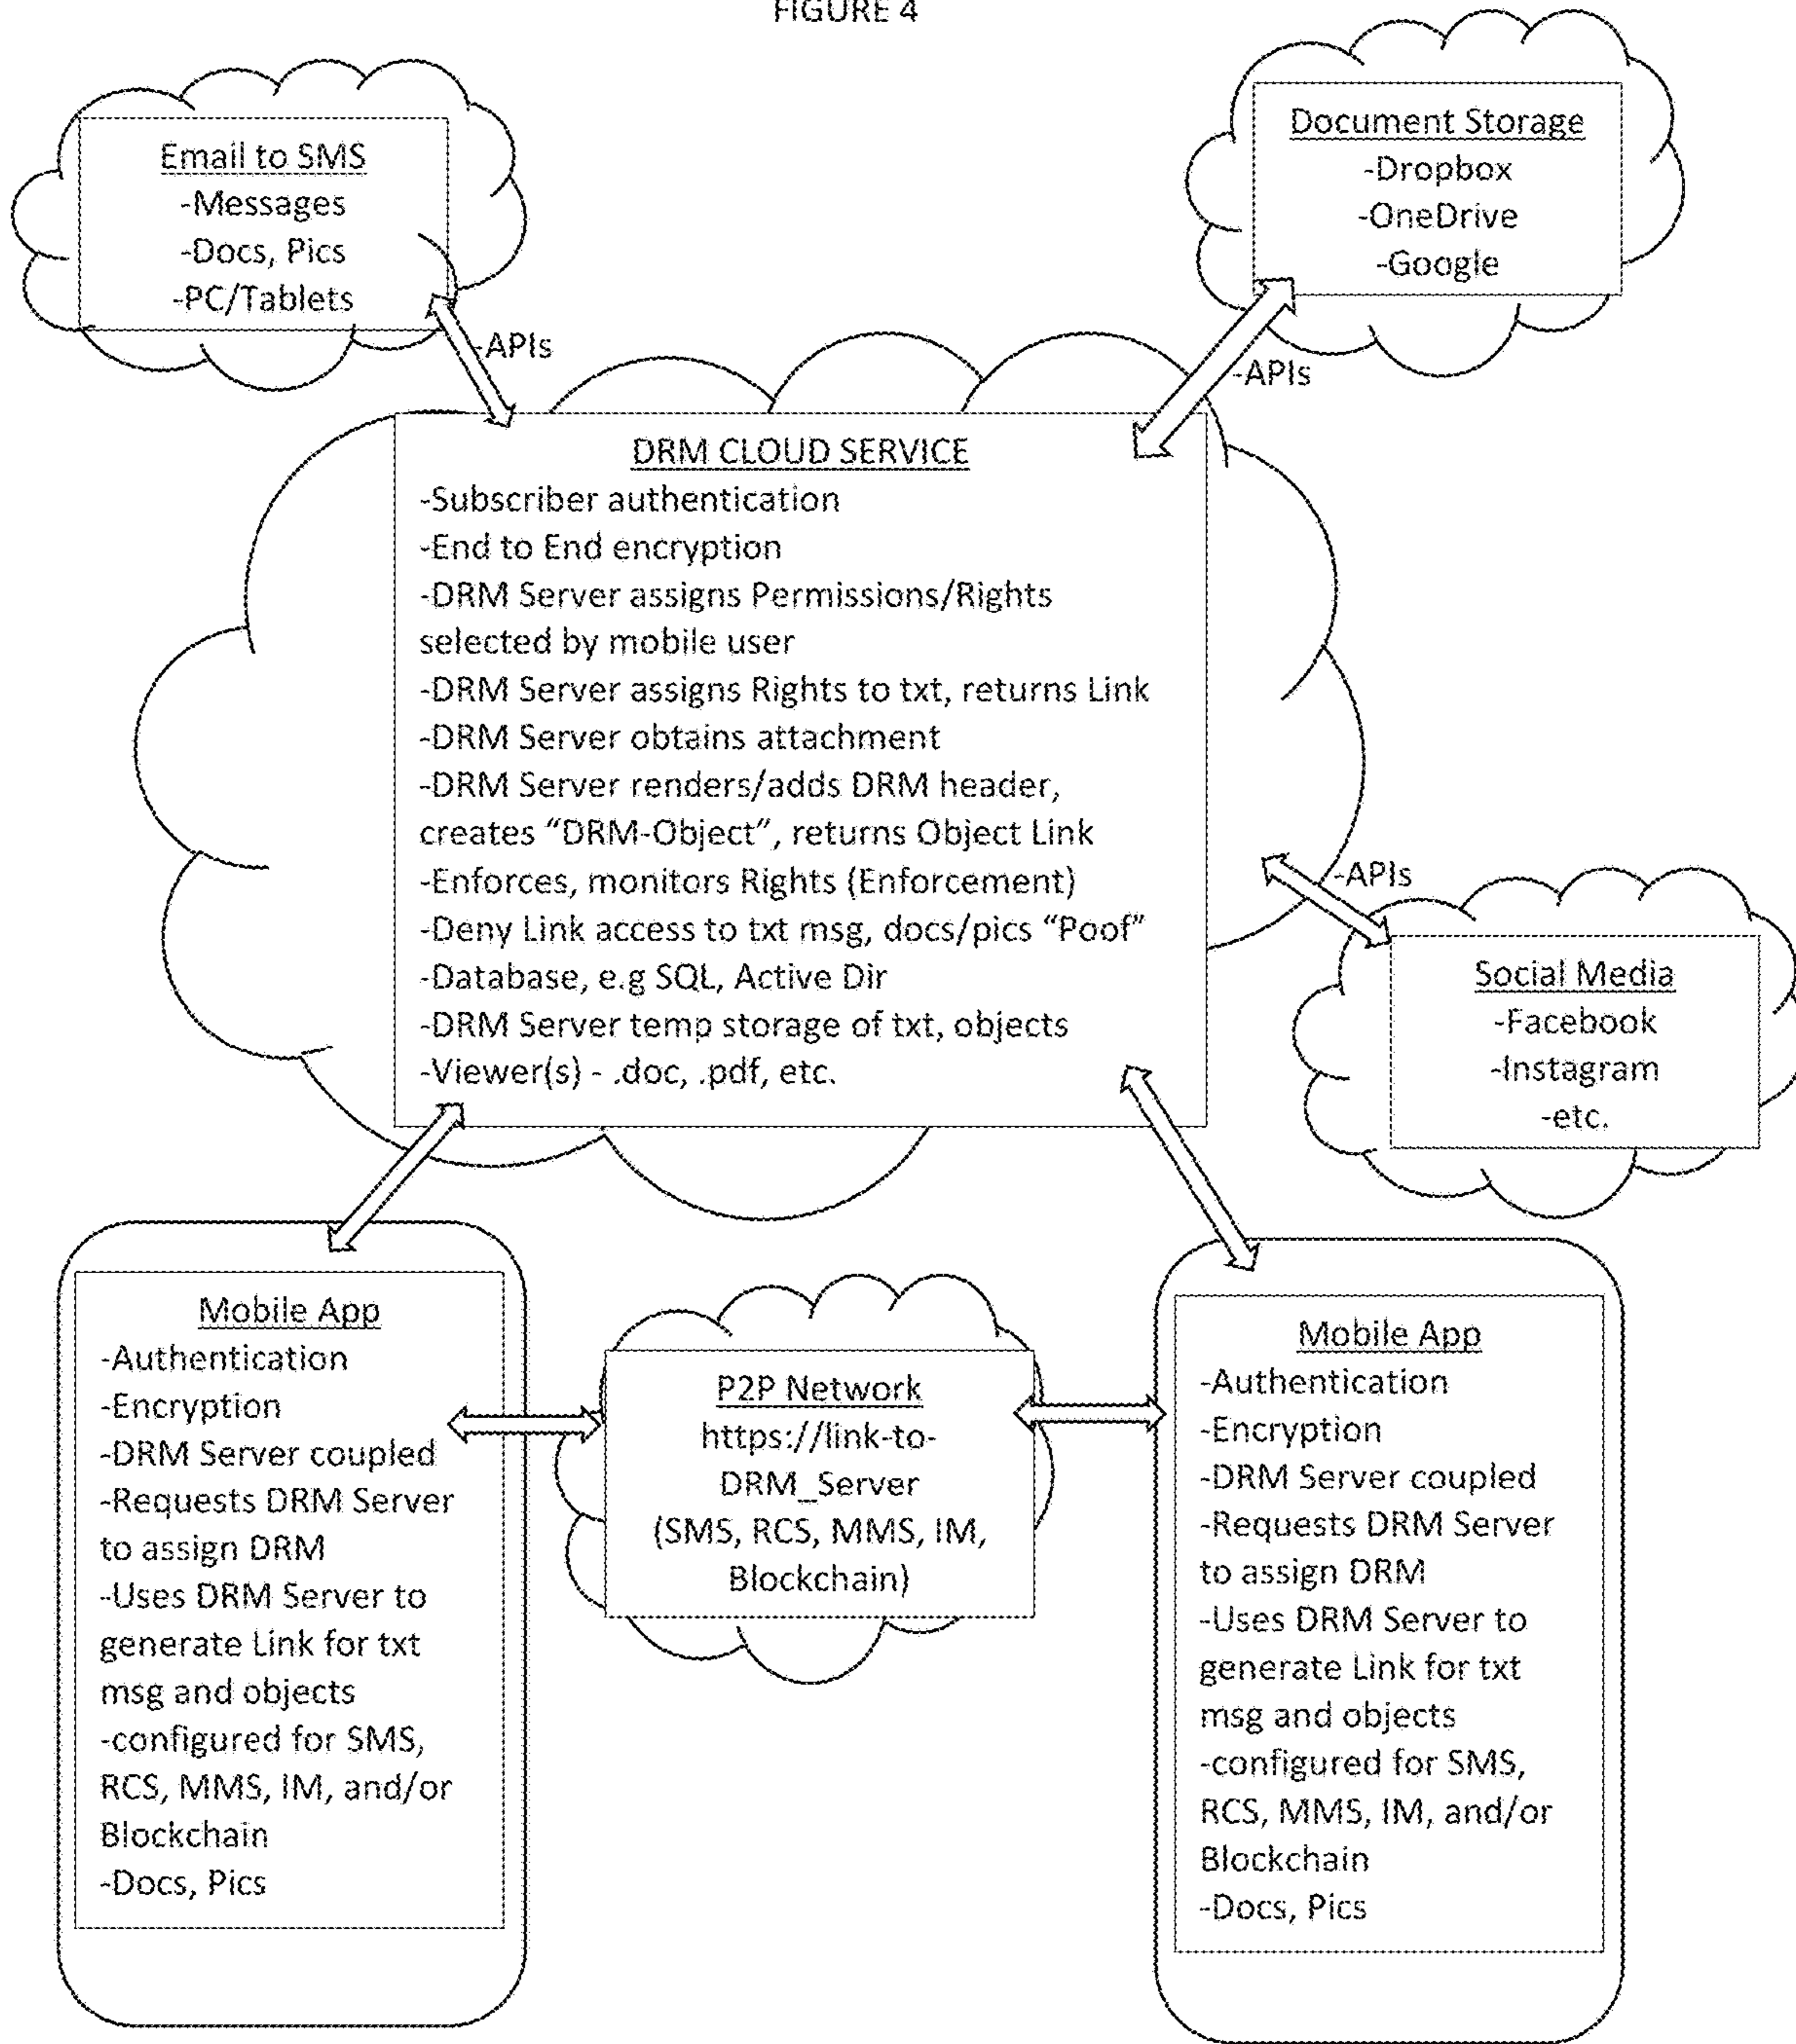 FIGURE 4
Email to SMS
-Messages
-Docs, Pics
-PC/Tablets
Document Storage
-Dropbox
-OneDrive
-Google
-APIs
-APIs
DRM CLOUD SERVICE
-Subscriber authentication
-End to End encryption
-DRM Server assigns Permissions/Rights
selected by mobile user
-DRM Server assigns Rights to txt, returns Link
-DRM Server obtains attachment
-DRM Server renders/adds DRM header,
creates “DRM-Object”, returns Object Link
-Enforces, monitors Rights (Enforcement)
-Deny Link access to txt msg, docs/pics “Poof”
-Database, e.g SQL, Active Dir
-DRM Server temp storage of txt, objects
-Viewer(s) - .doc, .pdf, etc.
-APIs
Social Media
-Facebook
-Instagram
-etc.
Mobile App
-Authentication
-Encryption
-DRM Server coupled
-Requests DRM Server
to assign DRM
-Uses DRM Server to
generate Link for txt
msg and objects
-configured for SMS,
RCS, MMS, IM, and/or
Blockchain
-Docs, Pics
P2P Network
https://link-to-
DRM_Server
(SMS, RCS, MMS, IM,
Blockchain)
Mobile App
-Authentication
-Encryption
-DRM Server coupled
-Requests DRM Server
to assign DRM
-Uses DRM Server to
generate Link for txt
msg and objects
-configured for SMS,
RCS, MMS, IM, and/or
Blockchain
-Docs, Pics